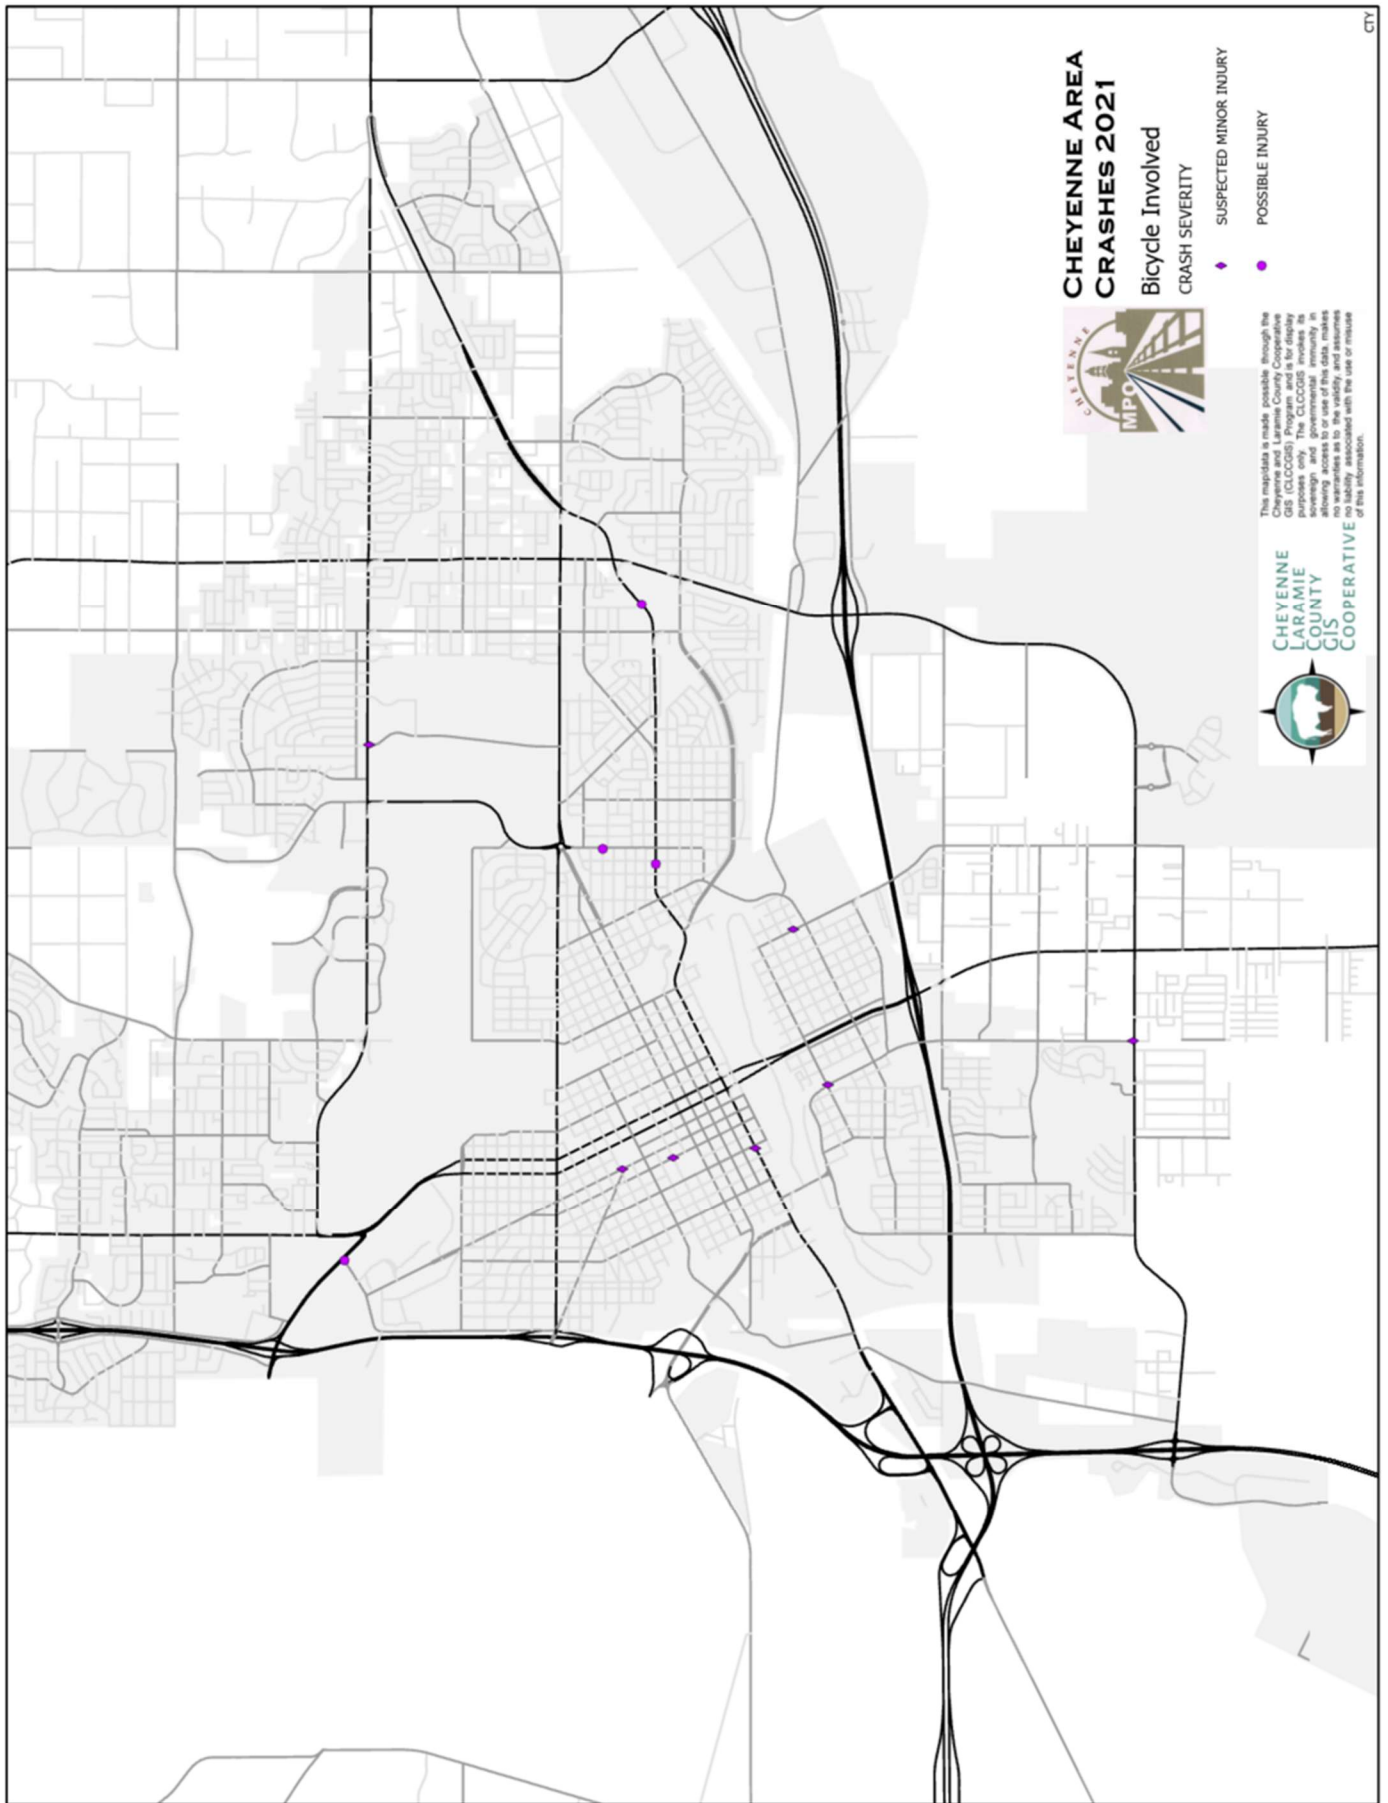 CHEYENNE AREA
CRASHES 2021
Bicycle Involved
CRASH SEVERITY
SUSPECTED MINOR INJURY
POSSIBLE INJURY
CHEYENNE
MPO
This map/data is made possible through the
Cheyenne and Laramie County Cooperative
GIS (CLCCGIS) Program and is for display
purposes only. The CLCCGIS invokes its
sovereign and governmental immunity in
allowing access to or use of this data, makes
no warranties as to the validity, and assumes
no liability associated with the use or misuse
of this information.
CHEYENNE
LARAMIE
COUNTY
GIS
COOPERATIVE
CTY